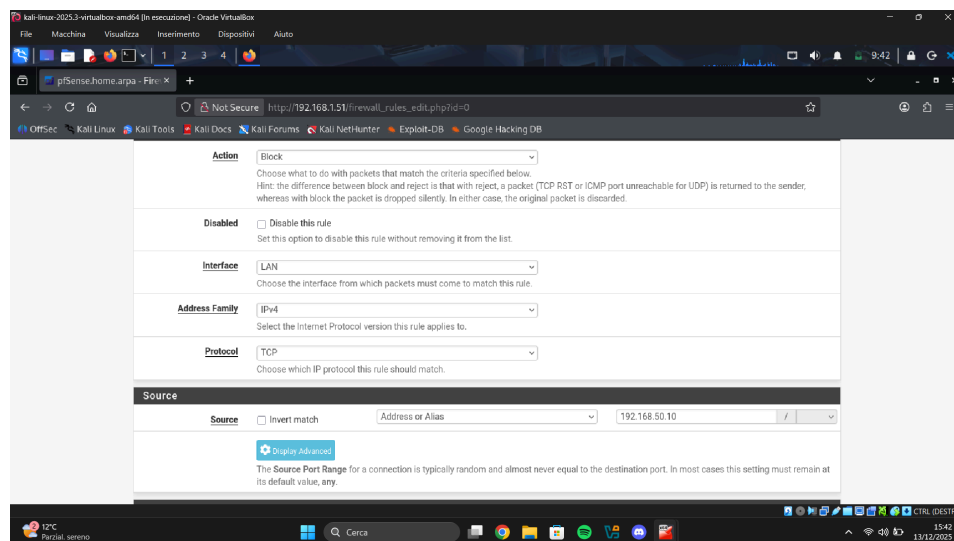 kali-linux-2025.3-virtualbox-amd64 [In esecuzione] - Oracle VirtualBox
File Macchina Visualizza Inserimento Dispositivi Aiuto
1 2 3 4 9:42
pfSense.home.arpa - Fire
Not Secure http://192.168.1.51/firewall_rules_edit.php?id=0
OffSec Kali Linux Kali Tools Kali Docs Kali Forums Kali NetHunter Exploit-DB Google Hacking DB
Action Block
Choose what to do with packets that match the criteria specified below.
Hint: the difference between block and reject is that with reject, a packet (TCP RST or ICMP port unreachable for UDP) is returned to the sender,
whereas with block the packet is dropped silently. In either case, the original packet is discarded.
Disabled Disable this rule
Set this option to disable this rule without removing it from the list.
Interface LAN
Choose the interface from which packets must come to match this rule.
Address Family IPv4
Select the Internet Protocol version this rule applies to.
Protocol TCP
Choose which IP protocol this rule should match.
Source
Source Invert match Address or Alias 192.168.50.10 /
Display Advanced
The Source Port Range for a connection is typically random and almost never equal to the destination port. In most cases this setting must remain at
its default value, any.
CTRL (DESTR
2 12°C
Parzial. sereno
Cerca
15:42
13/12/2025